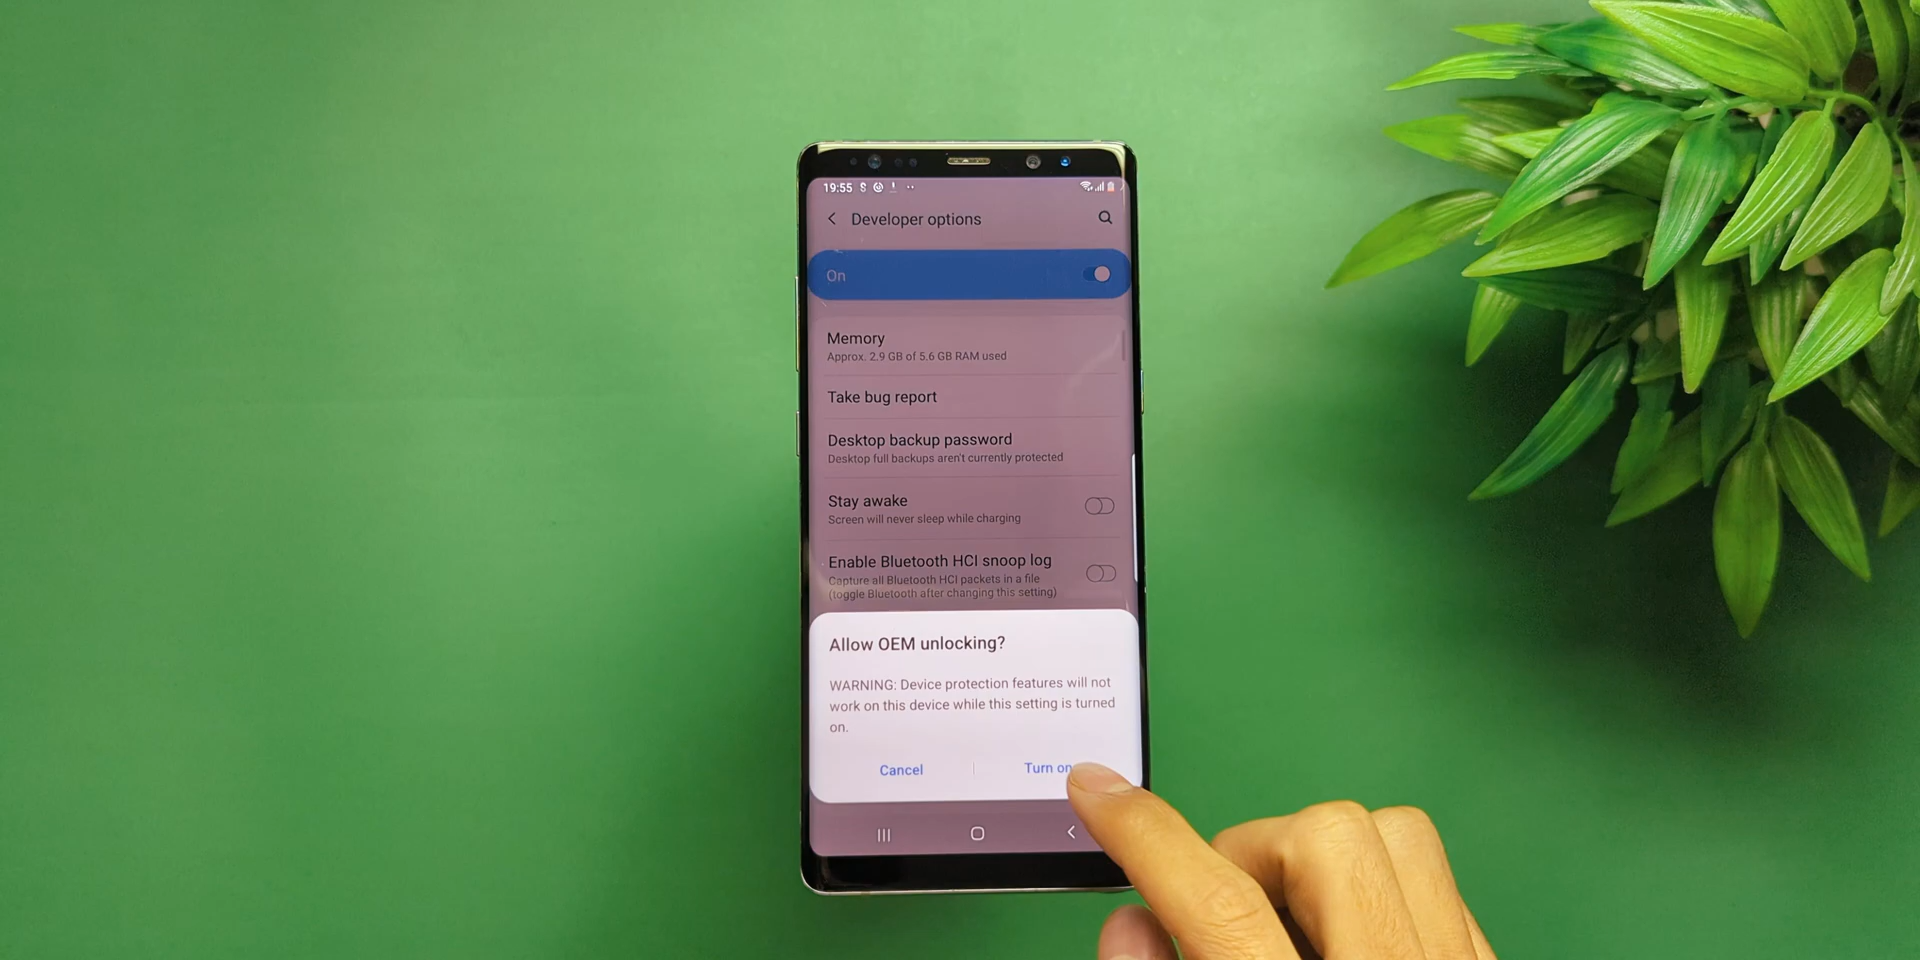 19:55
Developer options
On
Memory
Approx. 2.9 GB of 5.6 GB RAM used
Take bug report
Desktop backup password
Desktop full backups aren't currently protected
Stay awake
Screen will never sleep while charging
Enable Bluetooth HCI snoop log
Capture all Bluetooth HCI packets in a file
(toggle Bluetooth after changing this setting)
Allow OEM unlocking?
WARNING: Device protection features will not
work on this device while this setting is turned
on.
Cancel
Turn on